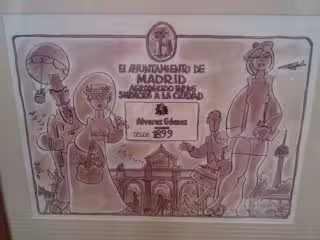 EL AYUNTAMIENTO DE
MADRID
AGRADECIDO POR SUS
SERVICIOS A LA CIUDAD
Alvarez Gómez
DESDE 1899